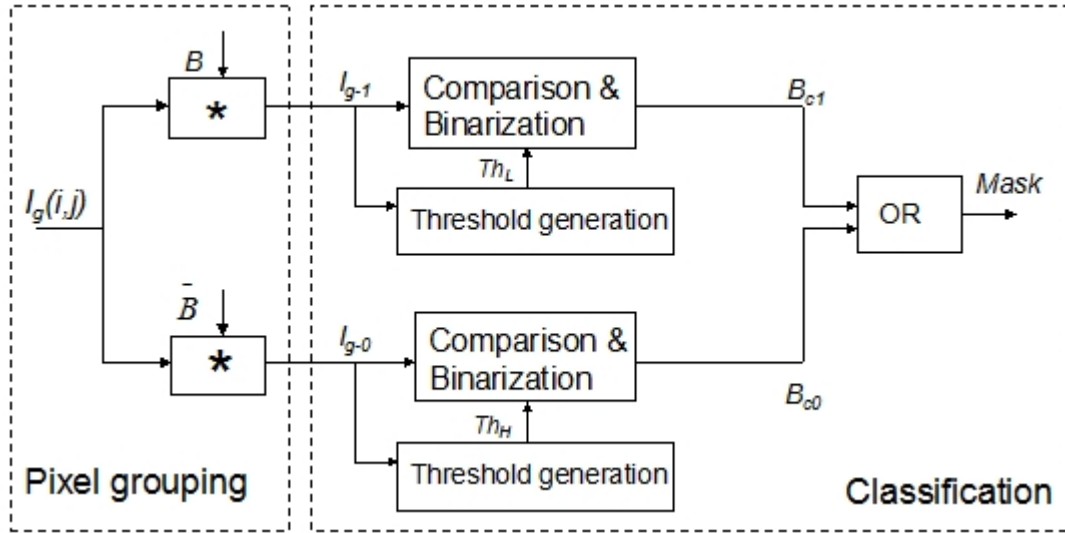 B
*
I_g-1
Comparison &
Binarization
B_c1
Th_L
Threshold generation
I_g(i,j)
OR
Mask
B̄
*
I_g-0
Comparison &
Binarization
B_c0
Th_H
Threshold generation
Pixel grouping
Classification